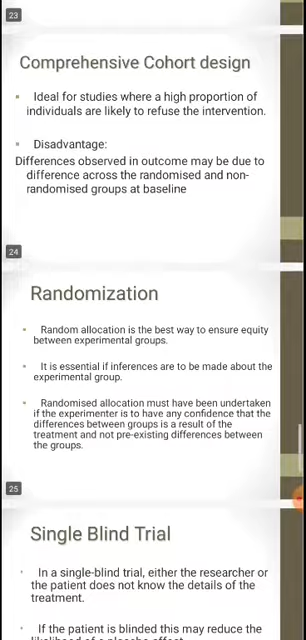 23
Comprehensive Cohort design
▪ Ideal for studies where a high proportion of
individuals are likely to refuse the intervention.
▪ Disadvantage:
Differences observed in outcome may be due to
difference across the randomised and non-
randomised groups at baseline
24
Randomization
▪ Random allocation is the best way to ensure equity
between experimental groups.
▪ It is essential if inferences are to be made about the
experimental group.
▪ Randomised allocation must have been undertaken
if the experimenter is to have any confidence that the
differences between groups is a result of the
treatment and not pre-existing differences between
the groups.
25
Single Blind Trial
▪ In a single-blind trial, either the researcher or
the patient does not know the details of the
treatment.
▪ If the patient is blinded this may reduce the
likelihood of a placebo effect